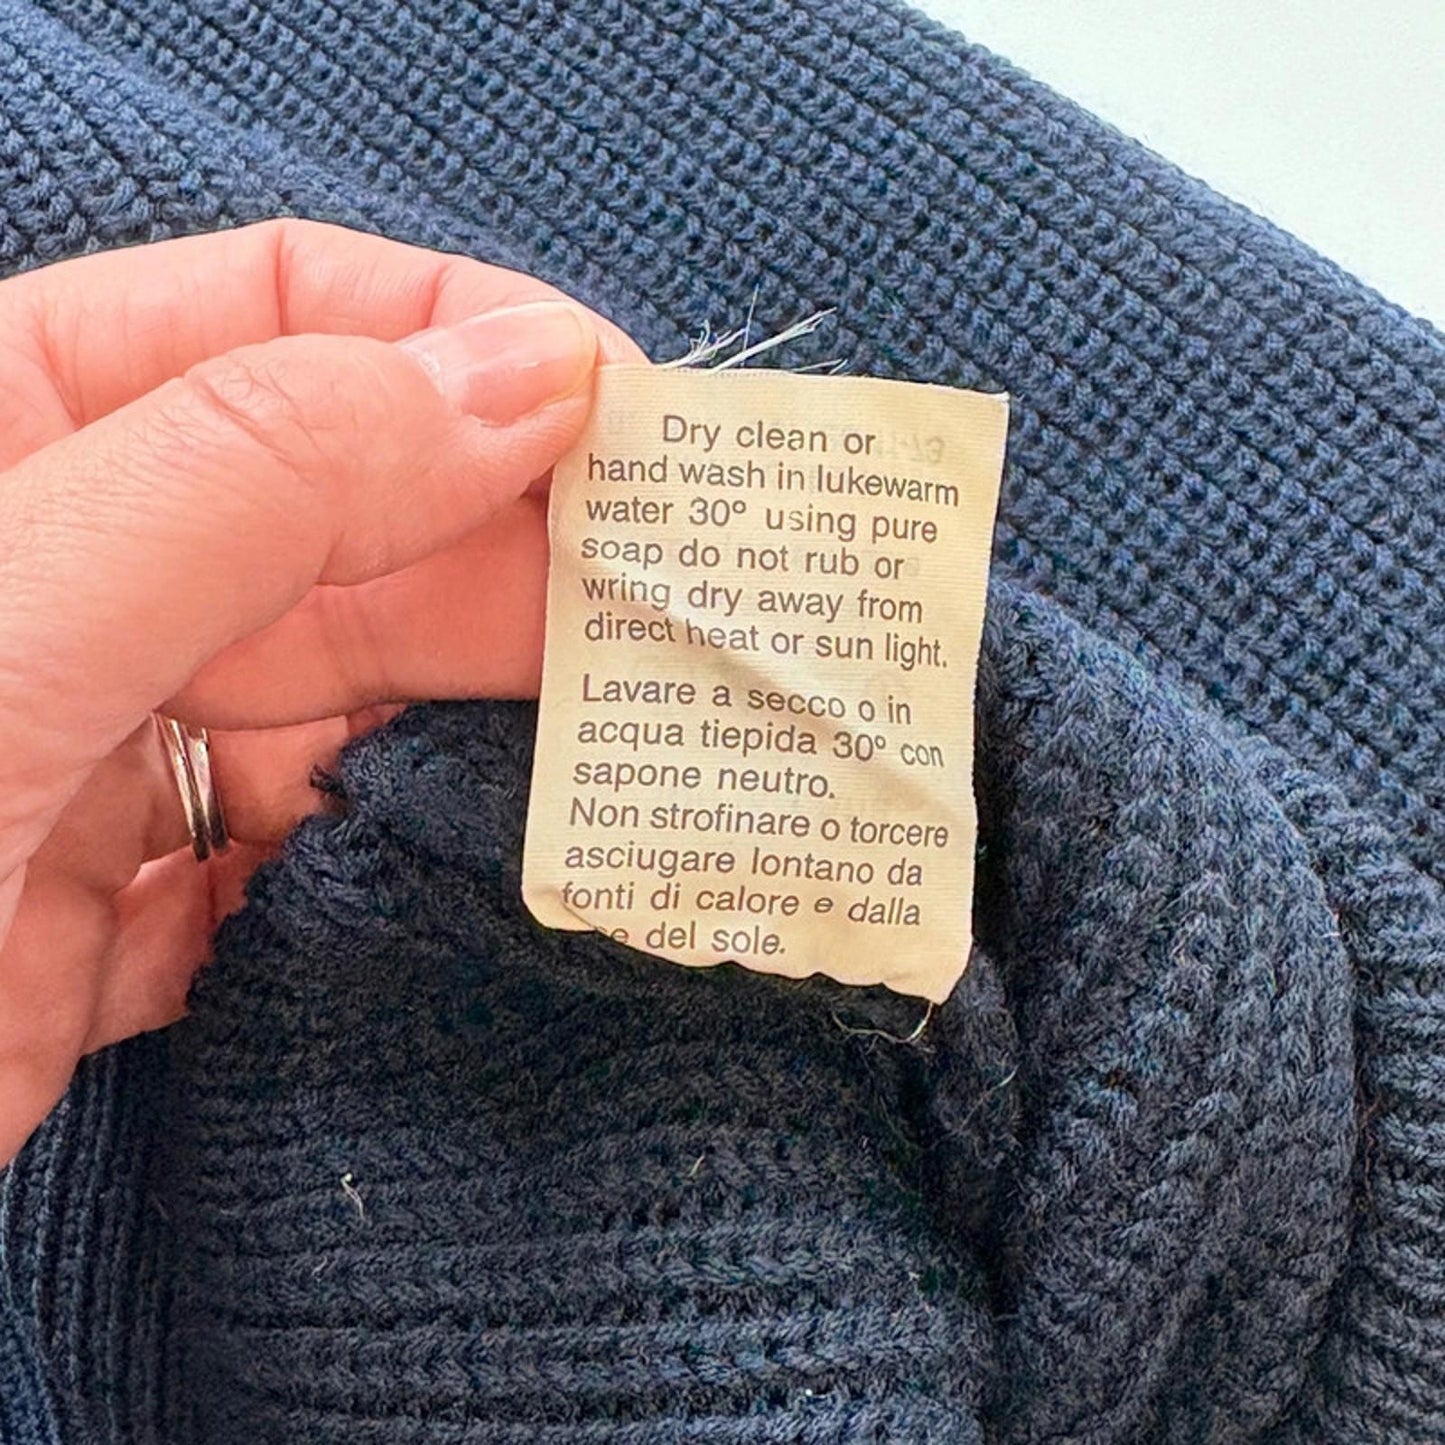 Dry clean or
hand wash in lukewarm
water 30º using pure
soap do not rub or
wring dry away from
direct heat or sun light.
Lavare a secco o in
acqua tiepida 30º con
sapone neutro.
Non strofinare o torcere
asciugare lontano da
fonti di calore e dalla
del sole.